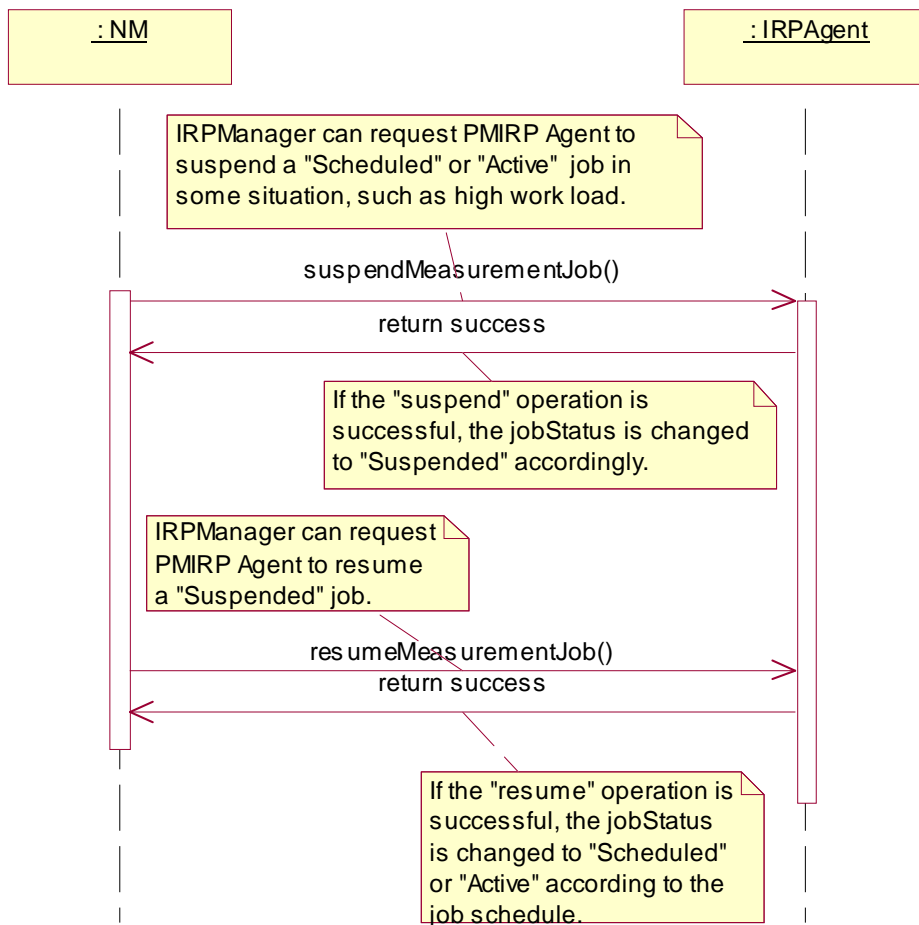 : NM
: IRPAgent
IRPManager can request PMIRP Agent to
suspend a "Scheduled" or "Active" job in
some situation, such as high work load.
suspendMeasurementJob()
return success
If the "suspend" operation is
successful, the jobStatus is changed
to "Suspended" accordingly.
IRPManager can request
PMIRP Agent to resume
a "Suspended" job.
resumeMeasurementJob()
return success
If the "resume" operation is
successful, the jobStatus
is changed to "Scheduled"
or "Active" according to the
job schedule.